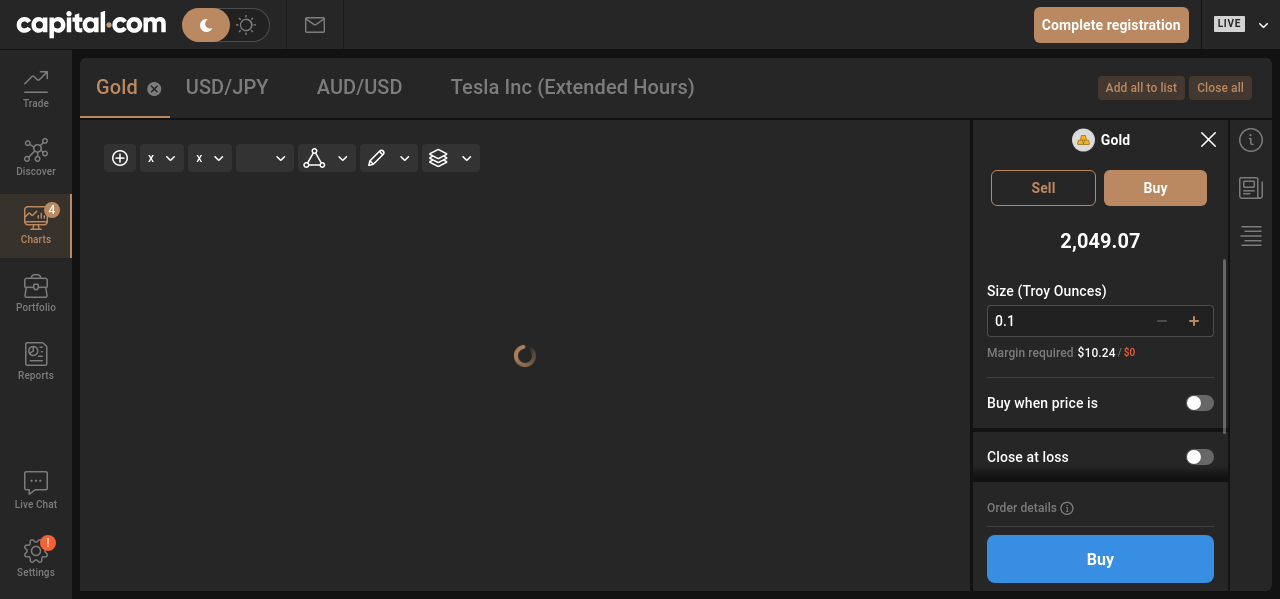 capital.com
Complete registration
LIVE
Trade
Discover
4
Charts
Portfolio
Reports
Live Chat
!
Settings
Gold
USD/JPY
AUD/USD
Tesla Inc (Extended Hours)
Add all to list
Close all
x
x
Gold
Sell
Buy
2,049.07
Size (Troy Ounces)
0.1
Margin required $10.24 / $0
Buy when price is
Close at loss
Order details
Buy